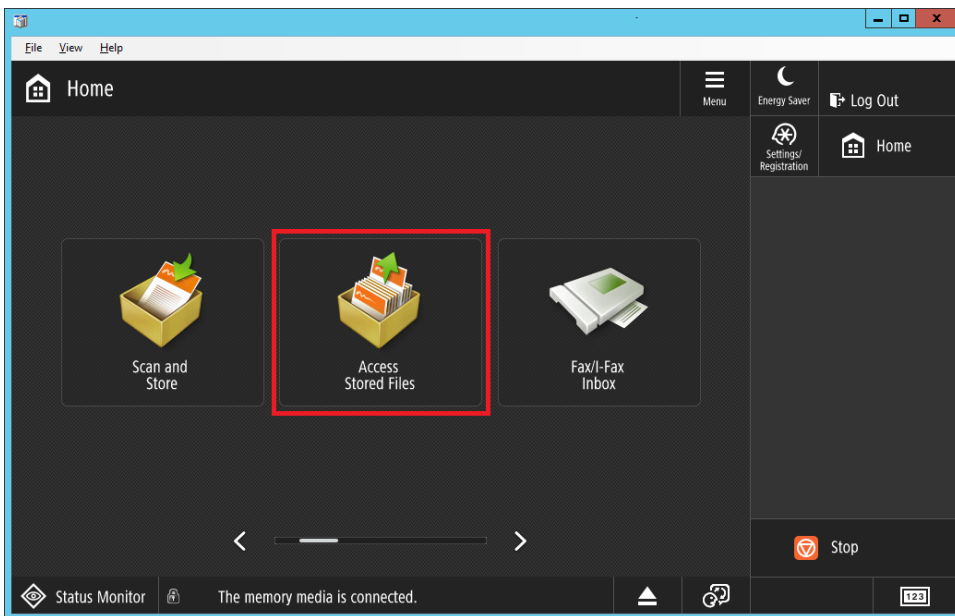 File View Help
Home
Menu
Energy Saver
Log Out
Settings/
Registration
Home
Scan and
Store
Access
Stored Files
Fax/I-Fax
Inbox
Stop
Status Monitor
The memory media is connected.
123